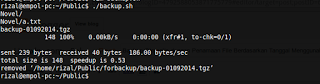 rizal@empol-pc ~/Public $ ./backup.sh
Novel/
Novel/a.txt
backup-01092014.tgz
148 100% 0.00kB/s 0:00:00 (xfr#1, to-chk=0/1)
sent 239 bytes received 40 bytes 186.00 bytes/sec
total size is 148 speedup is 0.53
removed '/home/rizal/Public/forbackup/backup-01092014.tgz'
rizal@empol-pc ~/Public $